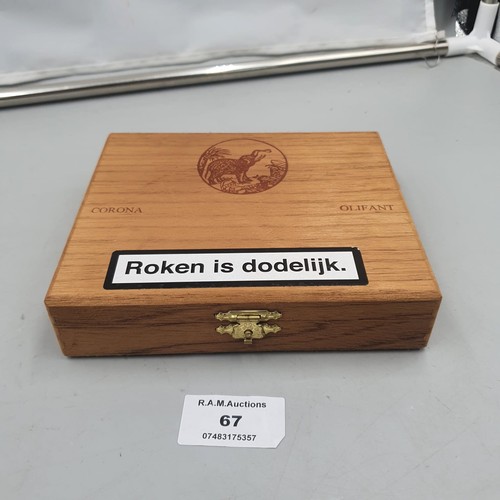 CORONA
OLIFANT
Roken is dodelijk.
R.A.M.Auctions
67
07483175357